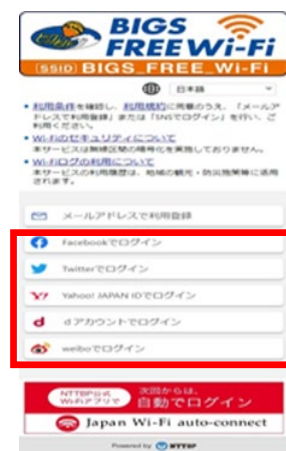 BIGS
FREE Wi-Fi
(SSID) BIGS_FREE_Wi-Fi
日本語
・利用条件を確認し、利用規約に同意のうえ、「メールア
ドレスで利用登録」または「SNSでログイン」を行い、ご
利用ください。
・Wi-Fiのセキュリティについて
本サービスは無線区間の暗号化を実施しておりません。
・Wi-Fiログの利用について
本サービスの利用履歴は、地域の観光・防災施策等に活用
されます。
メールアドレスで利用登録
Facebookでログイン
Twitterでログイン
Yahoo! JAPAN IDでログイン
d アカウントでログイン
weiboでログイン
NTTBP公式
Wi-Fiアプリで
次回からは、
自動でログイン
Japan Wi-Fi auto-connect
Powered by NTTBP